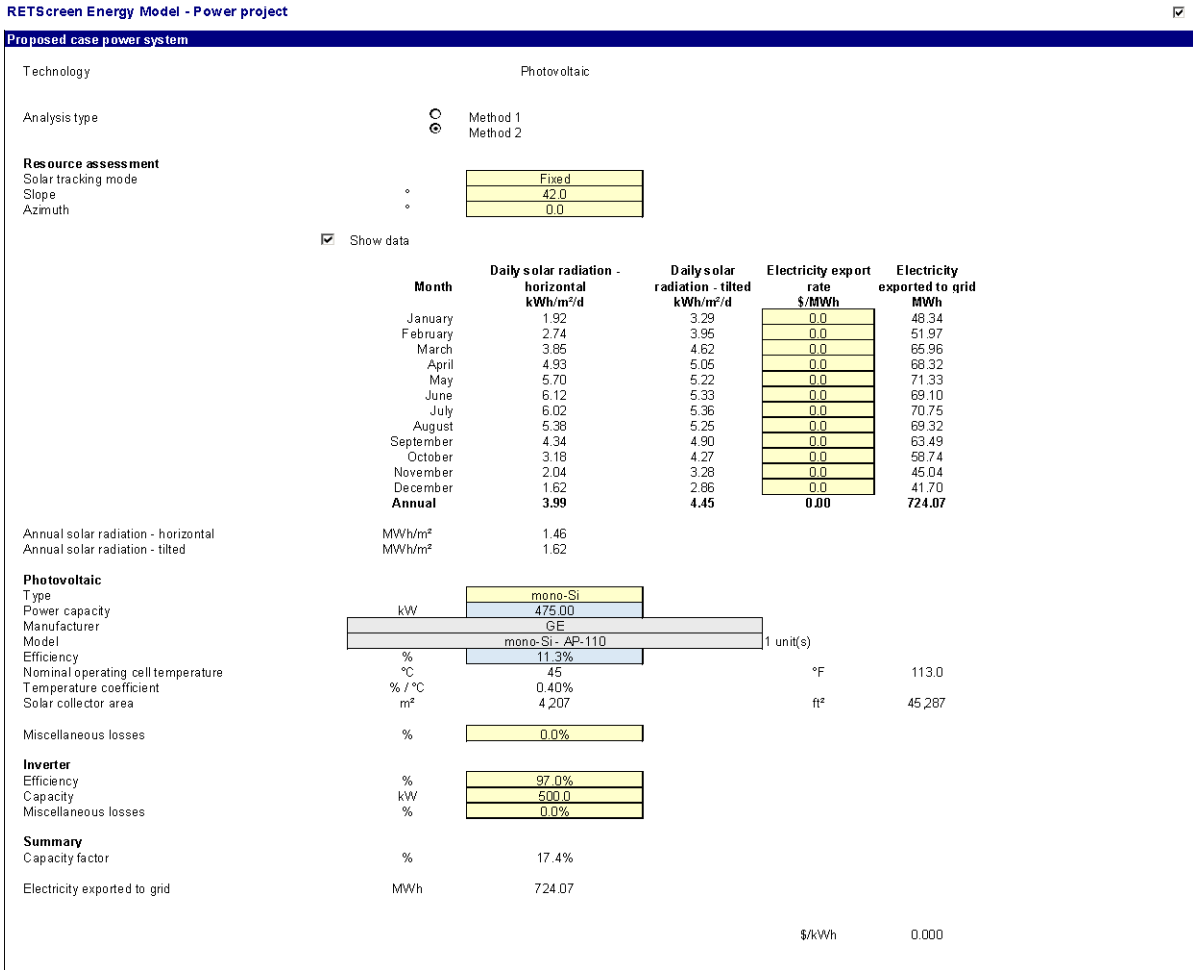 RETScreen Energy Model - Power project
Proposed case power system
Technology Photovoltaic
Analysis type Method 1
Method 2
Resource assessment
Solar tracking mode Fixed
Slope ° 42.0
Azimuth ° 0.0
Show data
Daily solar radiation - Daily solar Electricity export Electricity
Month horizontal radiation - tilted rate exported to grid
kWh/m²/d kWh/m²/d $/MWh MWh
January 1.92 3.29 0.0 48.34
February 2.74 3.95 0.0 51.97
March 3.85 4.62 0.0 65.96
April 4.93 5.05 0.0 68.32
May 5.70 5.22 0.0 71.33
June 6.12 5.33 0.0 69.10
July 6.02 5.36 0.0 70.75
August 5.38 5.25 0.0 69.32
September 4.34 4.90 0.0 63.49
October 3.18 4.27 0.0 58.74
November 2.04 3.28 0.0 45.04
December 1.62 2.86 0.0 41.70
Annual 3.99 4.45 0.00 724.07
Annual solar radiation - horizontal MWh/m² 1.46
Annual solar radiation - tilted MWh/m² 1.62
Photovoltaic
Type mono-Si
Power capacity kW 475.00
Manufacturer GE
Model mono-Si - AP-110 1 unit(s)
Efficiency % 11.3%
Nominal operating cell temperature °C 45 °F 113.0
Temperature coefficient % / °C 0.40%
Solar collector area m² 4,207 ft² 45,287
Miscellaneous losses % 0.0%
Inverter
Efficiency % 97.0%
Capacity kW 500.0
Miscellaneous losses % 0.0%
Summary
Capacity factor % 17.4%
Electricity exported to grid MWh 724.07
$/kWh 0.000